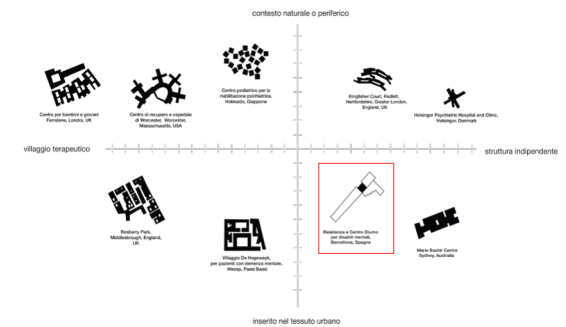 contesto naturale o periferico
Centro per bambini e giovani
Ferndene, Londra, UK
Centro di recupero e ospedale
di Worcester, Worcester,
Massachusetts, USA
Centro pediatrico per la
riabilitazione psichiatrica,
Hokkaido, Giappone
Kingfisher Court, Radlett,
Hertfordshire, Greater London,
England, UK
Helsingor Psychiatric Hospital and Clinic,
Helsingor, Denmark
villaggio terapeutico
struttura indipendente
Roseberry Park,
Middlesbrough, England,
UK
Villaggio De Hogeweyk,
per pazienti con demenza mentale,
Weesp, Paesi Bassi
Residenza e Centro Diurno
per disabili mentali,
Barcellona, Spagna
Marie Bashir Centre
Sydney, Australia
inserito nel tessuto urbano